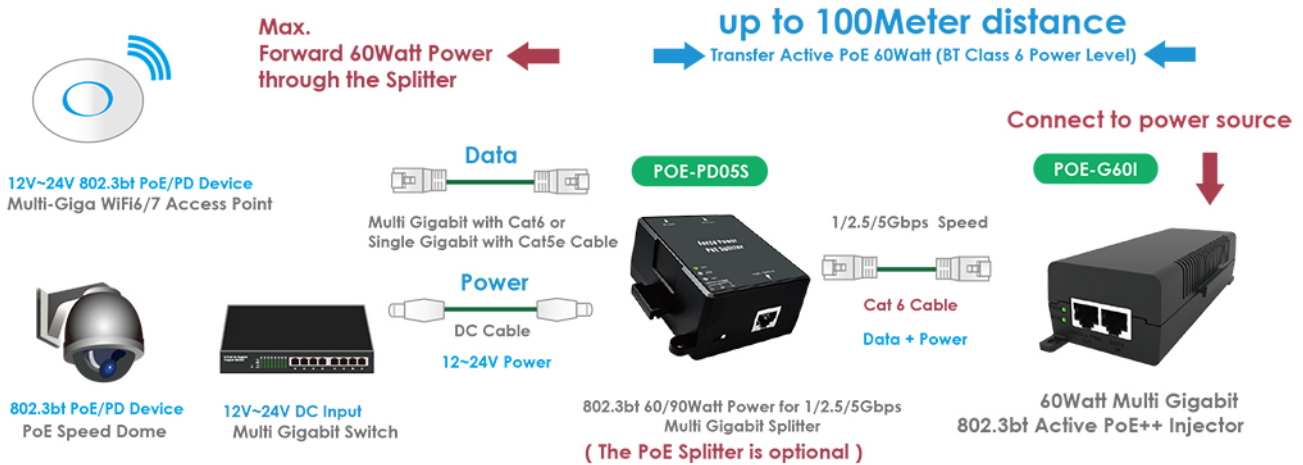 Max.
Forward 60Watt Power
through the Splitter
up to 100Meter distance
Transfer Active PoE 60Watt (BT Class 6 Power Level)
Connect to power source
12V~24V 802.3bt PoE/PD Device
Multi-Giga WiFi6/7 Access Point
Data
Multi Gigabit with Cat6 or
Single Gigabit with Cat5e Cable
Power
DC Cable
12~24V Power
802.3bt PoE/PD Device
PoE Speed Dome
12V~24V DC Input
Multi Gigabit Switch
POE-PD05S
PoE Splitter
802.3bt 60/90Watt Power for 1/2.5/5Gbps
Multi Gigabit Splitter
( The PoE Splitter is optional )
1/2.5/5Gbps Speed
Cat 6 Cable
Data + Power
POE-G60I
60Watt Multi Gigabit
802.3bt Active PoE++ Injector